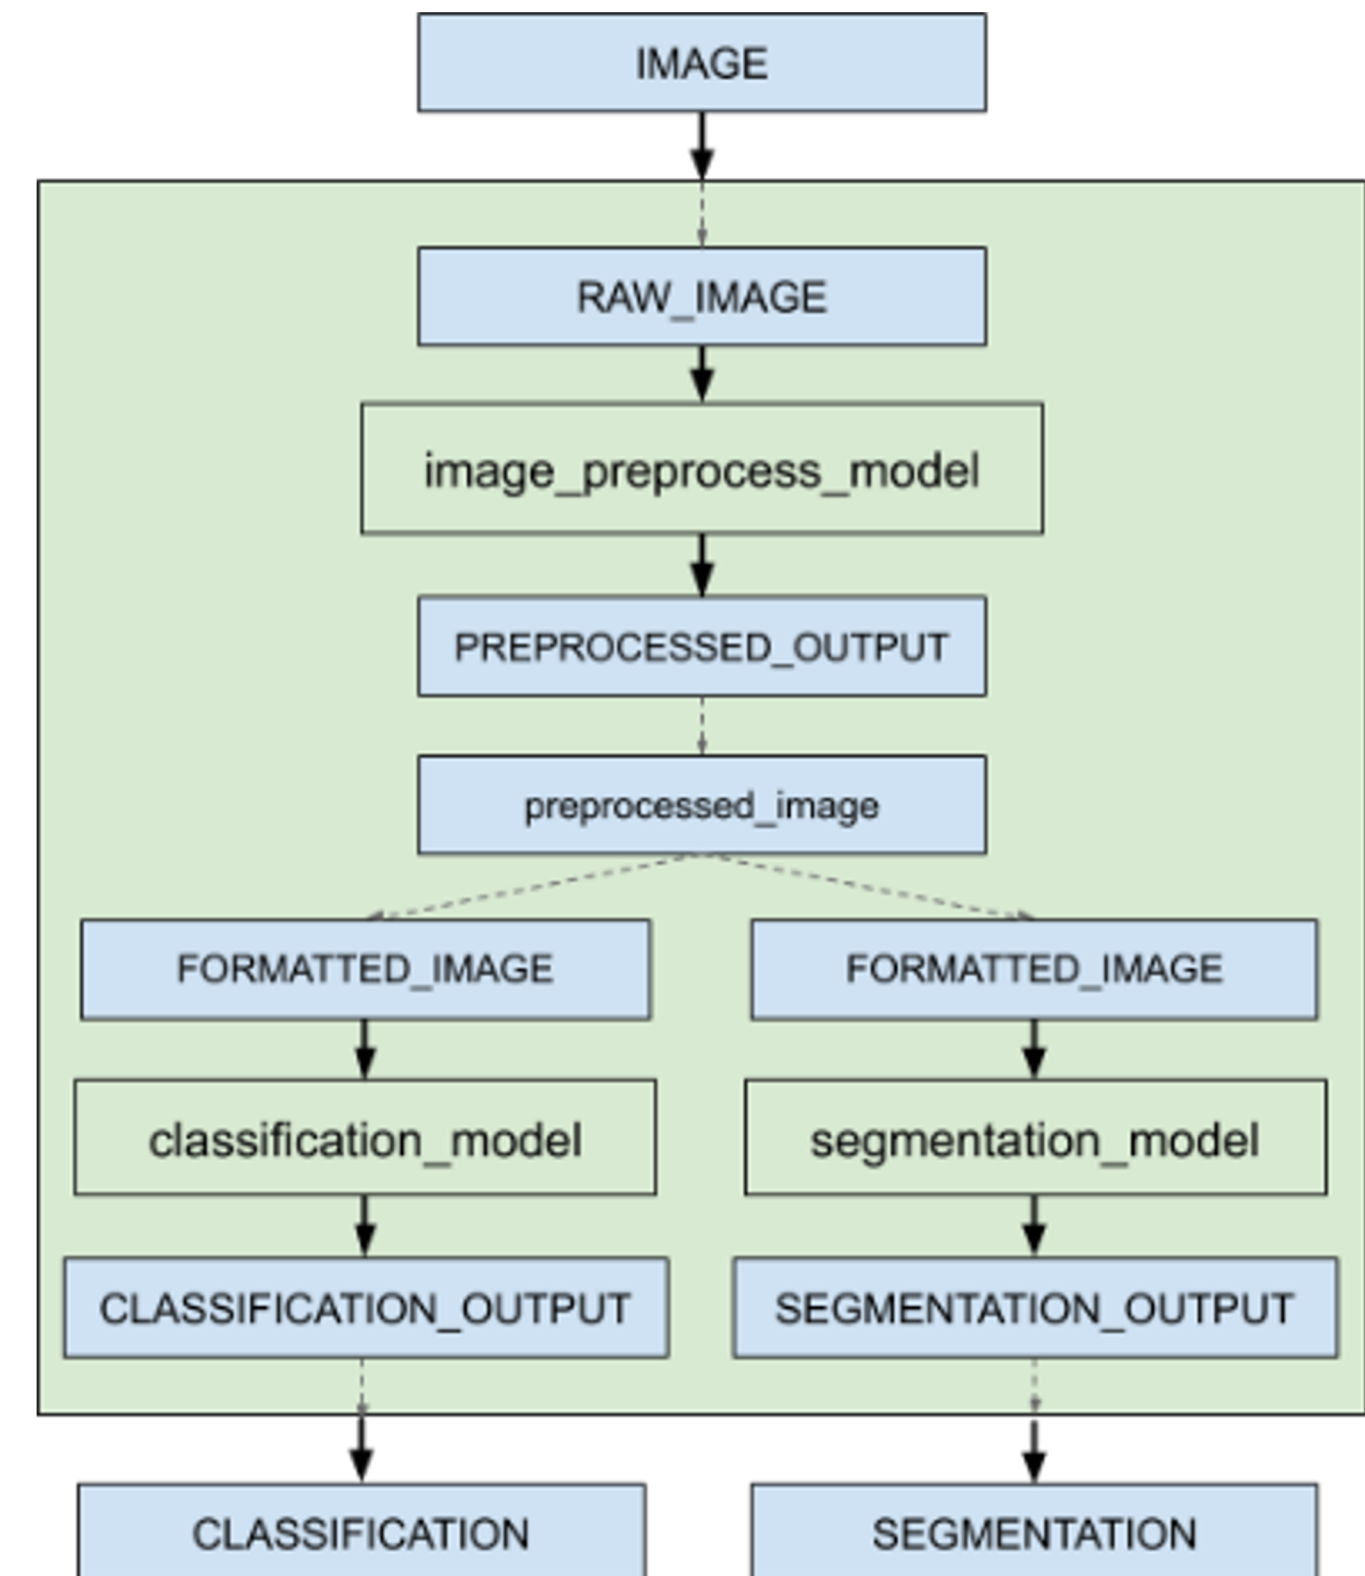 IMAGE
RAW_IMAGE
image_preprocess_model
PREPROCESSED_OUTPUT
preprocessed_image
FORMATTED_IMAGE
FORMATTED_IMAGE
classification_model
segmentation_model
CLASSIFICATION_OUTPUT
SEGMENTATION_OUTPUT
CLASSIFICATION
SEGMENTATION